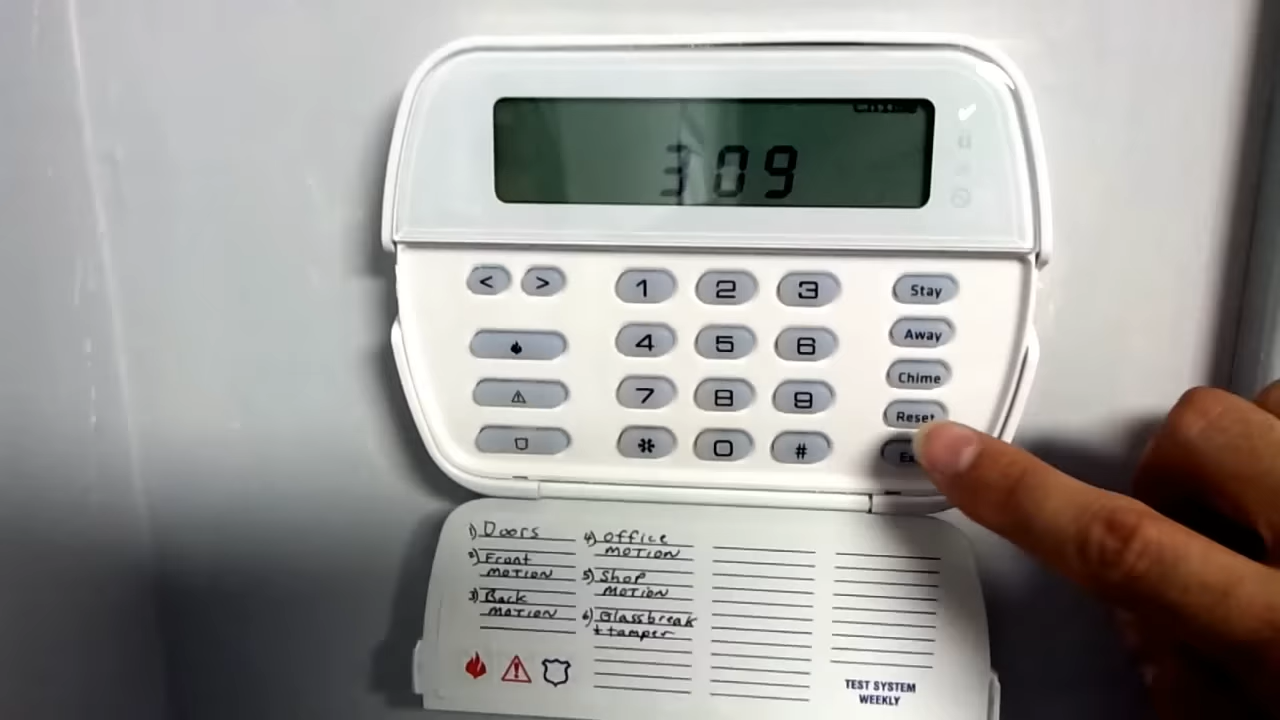 309
< > 1 2 3 Stay
4 5 6 Away
Chime
7 8 9 Reset
* 0 #
1) Doors
2) Front
MOTION
3) Back
MOTION
4) Office
MOTION
5) Shop
MOTION
6) Glassbreak
+ tamper
TEST SYSTEM
WEEKLY